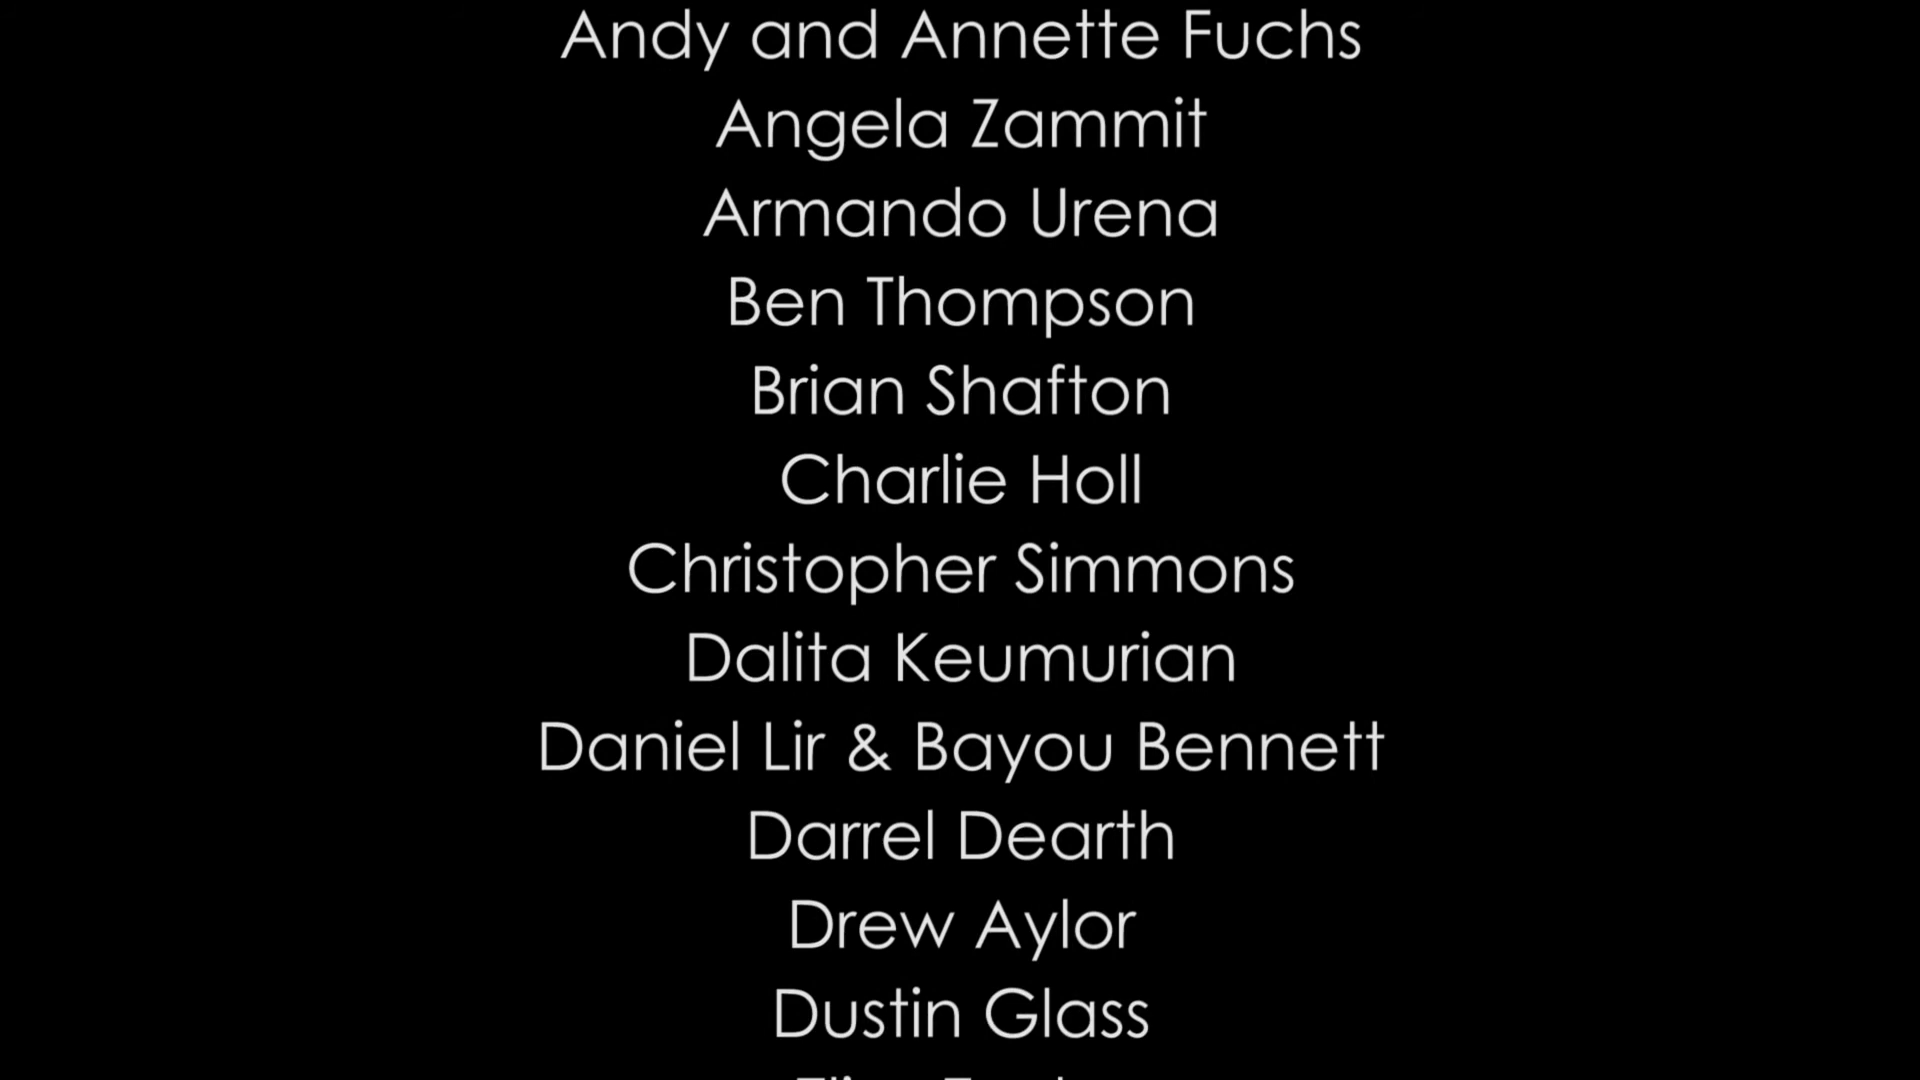 Andy and Annette Fuchs
Angela Zammit
Armando Urena
Ben Thompson
Brian Shafton
Charlie Holl
Christopher Simmons
Dalita Keumurian
Daniel Lir & Bayou Bennett
Darrel Dearth
Drew Aylor
Dustin Glass